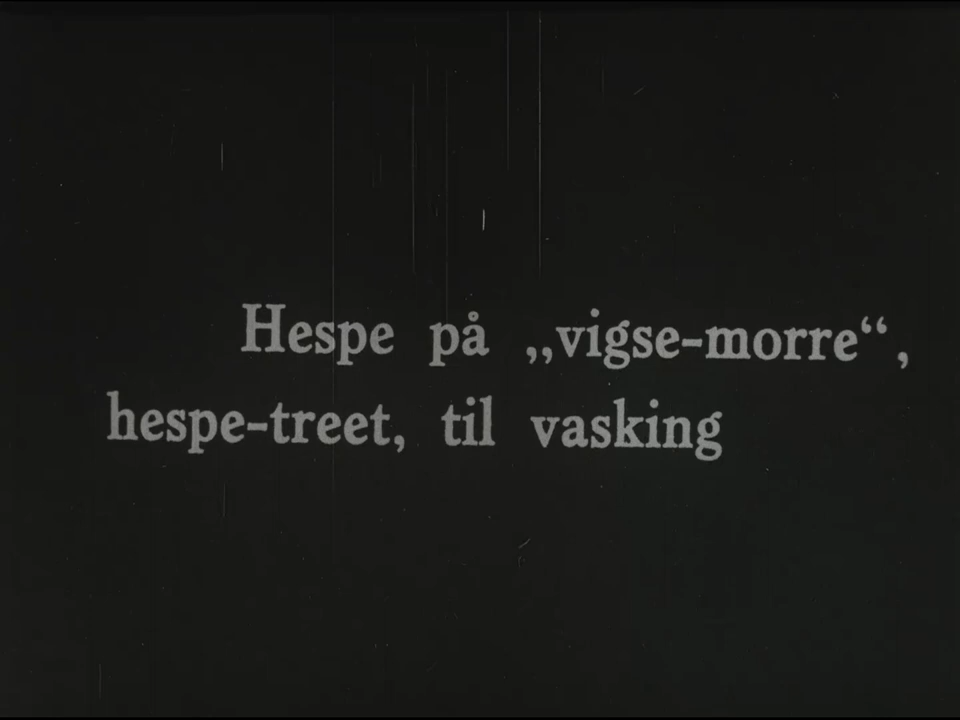 Hespe på „vigse-morre“,
hespe-treet, til vasking